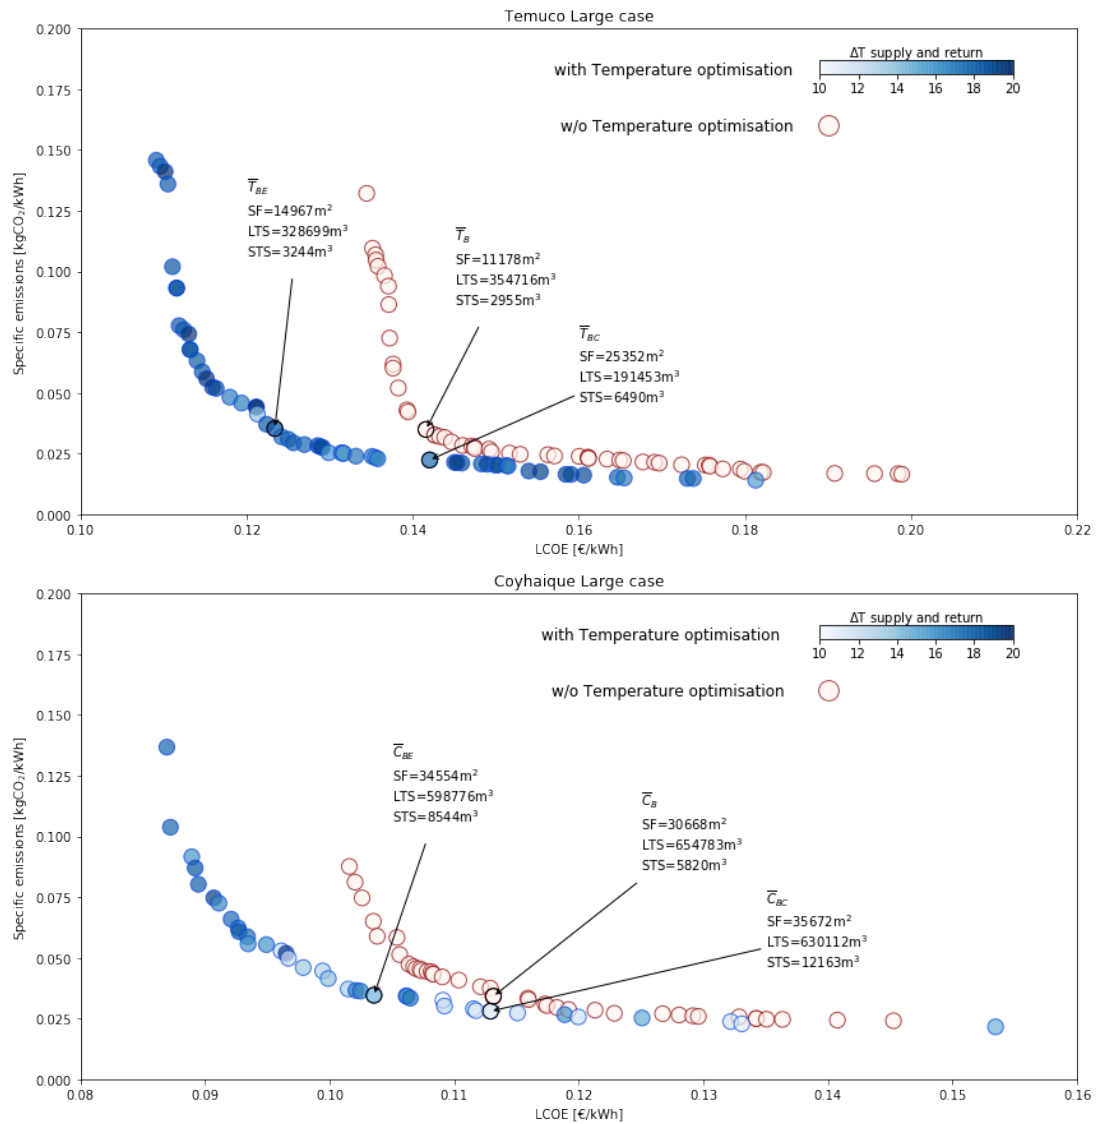 Temuco Large case
0.200
0.175
0.150
0.125
0.100
0.075
0.050
0.025
0.000
Specific emissions [kgCO₂/kWh]
with Temperature optimisation
ΔT supply and return
10 12 14 16 18 20
w/o Temperature optimisation
T̅_BE
SF=14967m²
LTS=328699m³
STS=3244m³
T̅_B
SF=11178m²
LTS=354716m³
STS=2955m³
T̅_BC
SF=25352m²
LTS=191453m³
STS=6490m³
0.10 0.12 0.14 0.16 0.18 0.20 0.22
LCOE [€/kWh]
Coyhaique Large case
0.200
0.175
0.150
0.125
0.100
0.075
0.050
0.025
0.000
Specific emissions [kgCO₂/kWh]
with Temperature optimisation
ΔT supply and return
10 12 14 16 18 20
w/o Temperature optimisation
C̅_BE
SF=34554m²
LTS=598776m³
STS=8544m³
C̅_B
SF=30668m²
LTS=654783m³
STS=5820m³
C̅_BC
SF=35672m²
LTS=630112m³
STS=12163m³
0.08 0.09 0.10 0.11 0.12 0.13 0.14 0.15 0.16
LCOE [€/kWh]